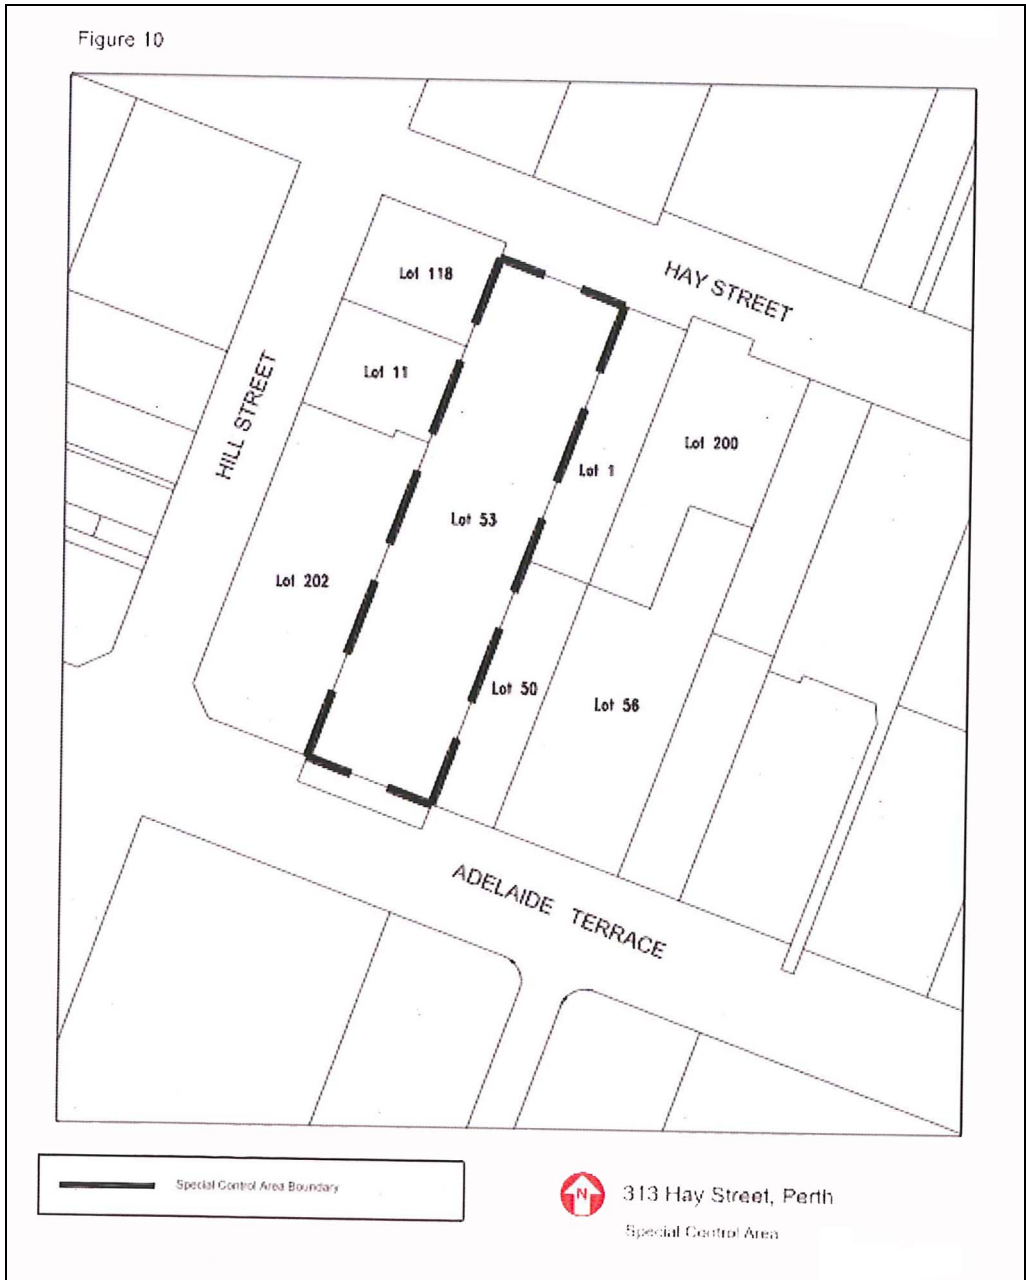 Figure 10
HAY STREET
Lot 118
Lot 11
HILL STREET
Lot 200
Lot 1
Lot 53
Lot 202
Lot 50
Lot 56
ADELAIDE TERRACE
Special Control Area Boundary
N
313 Hay Street, Perth
Special Control Area